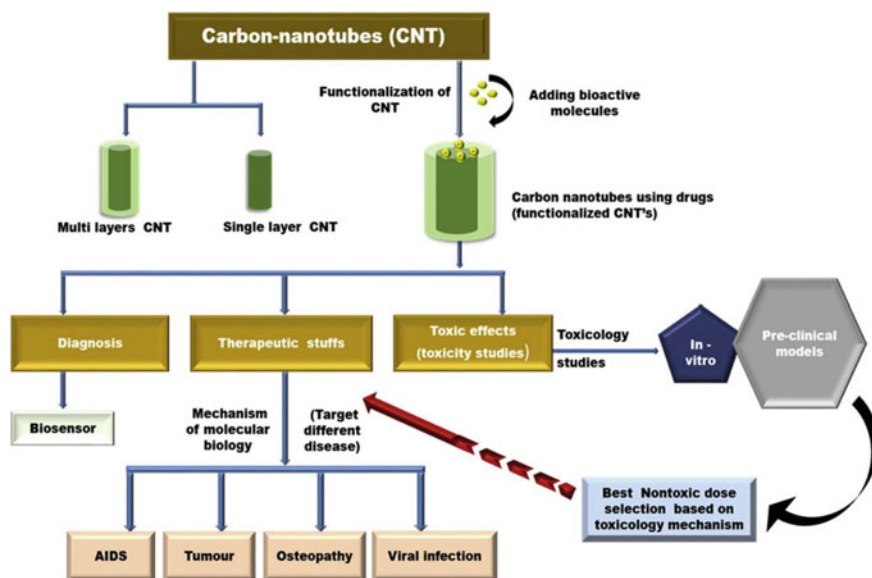 Carbon-nanotubes (CNT)
Functionalization of
CNT
Adding bioactive
molecules
Multi layers CNT
Single layer CNT
Carbon nanotubes using drugs
(functionalized CNT's)
Diagnosis
Therapeutic stuffs
Toxic effects
(toxicity studies)
Toxicology
studies
In -
vitro
Pre-clinical
models
Biosensor
Mechanism
of molecular
biology
(Target
different
disease)
Best Nontoxic dose
selection based on
toxicology mechanism
AIDS
Tumour
Osteopathy
Viral infection